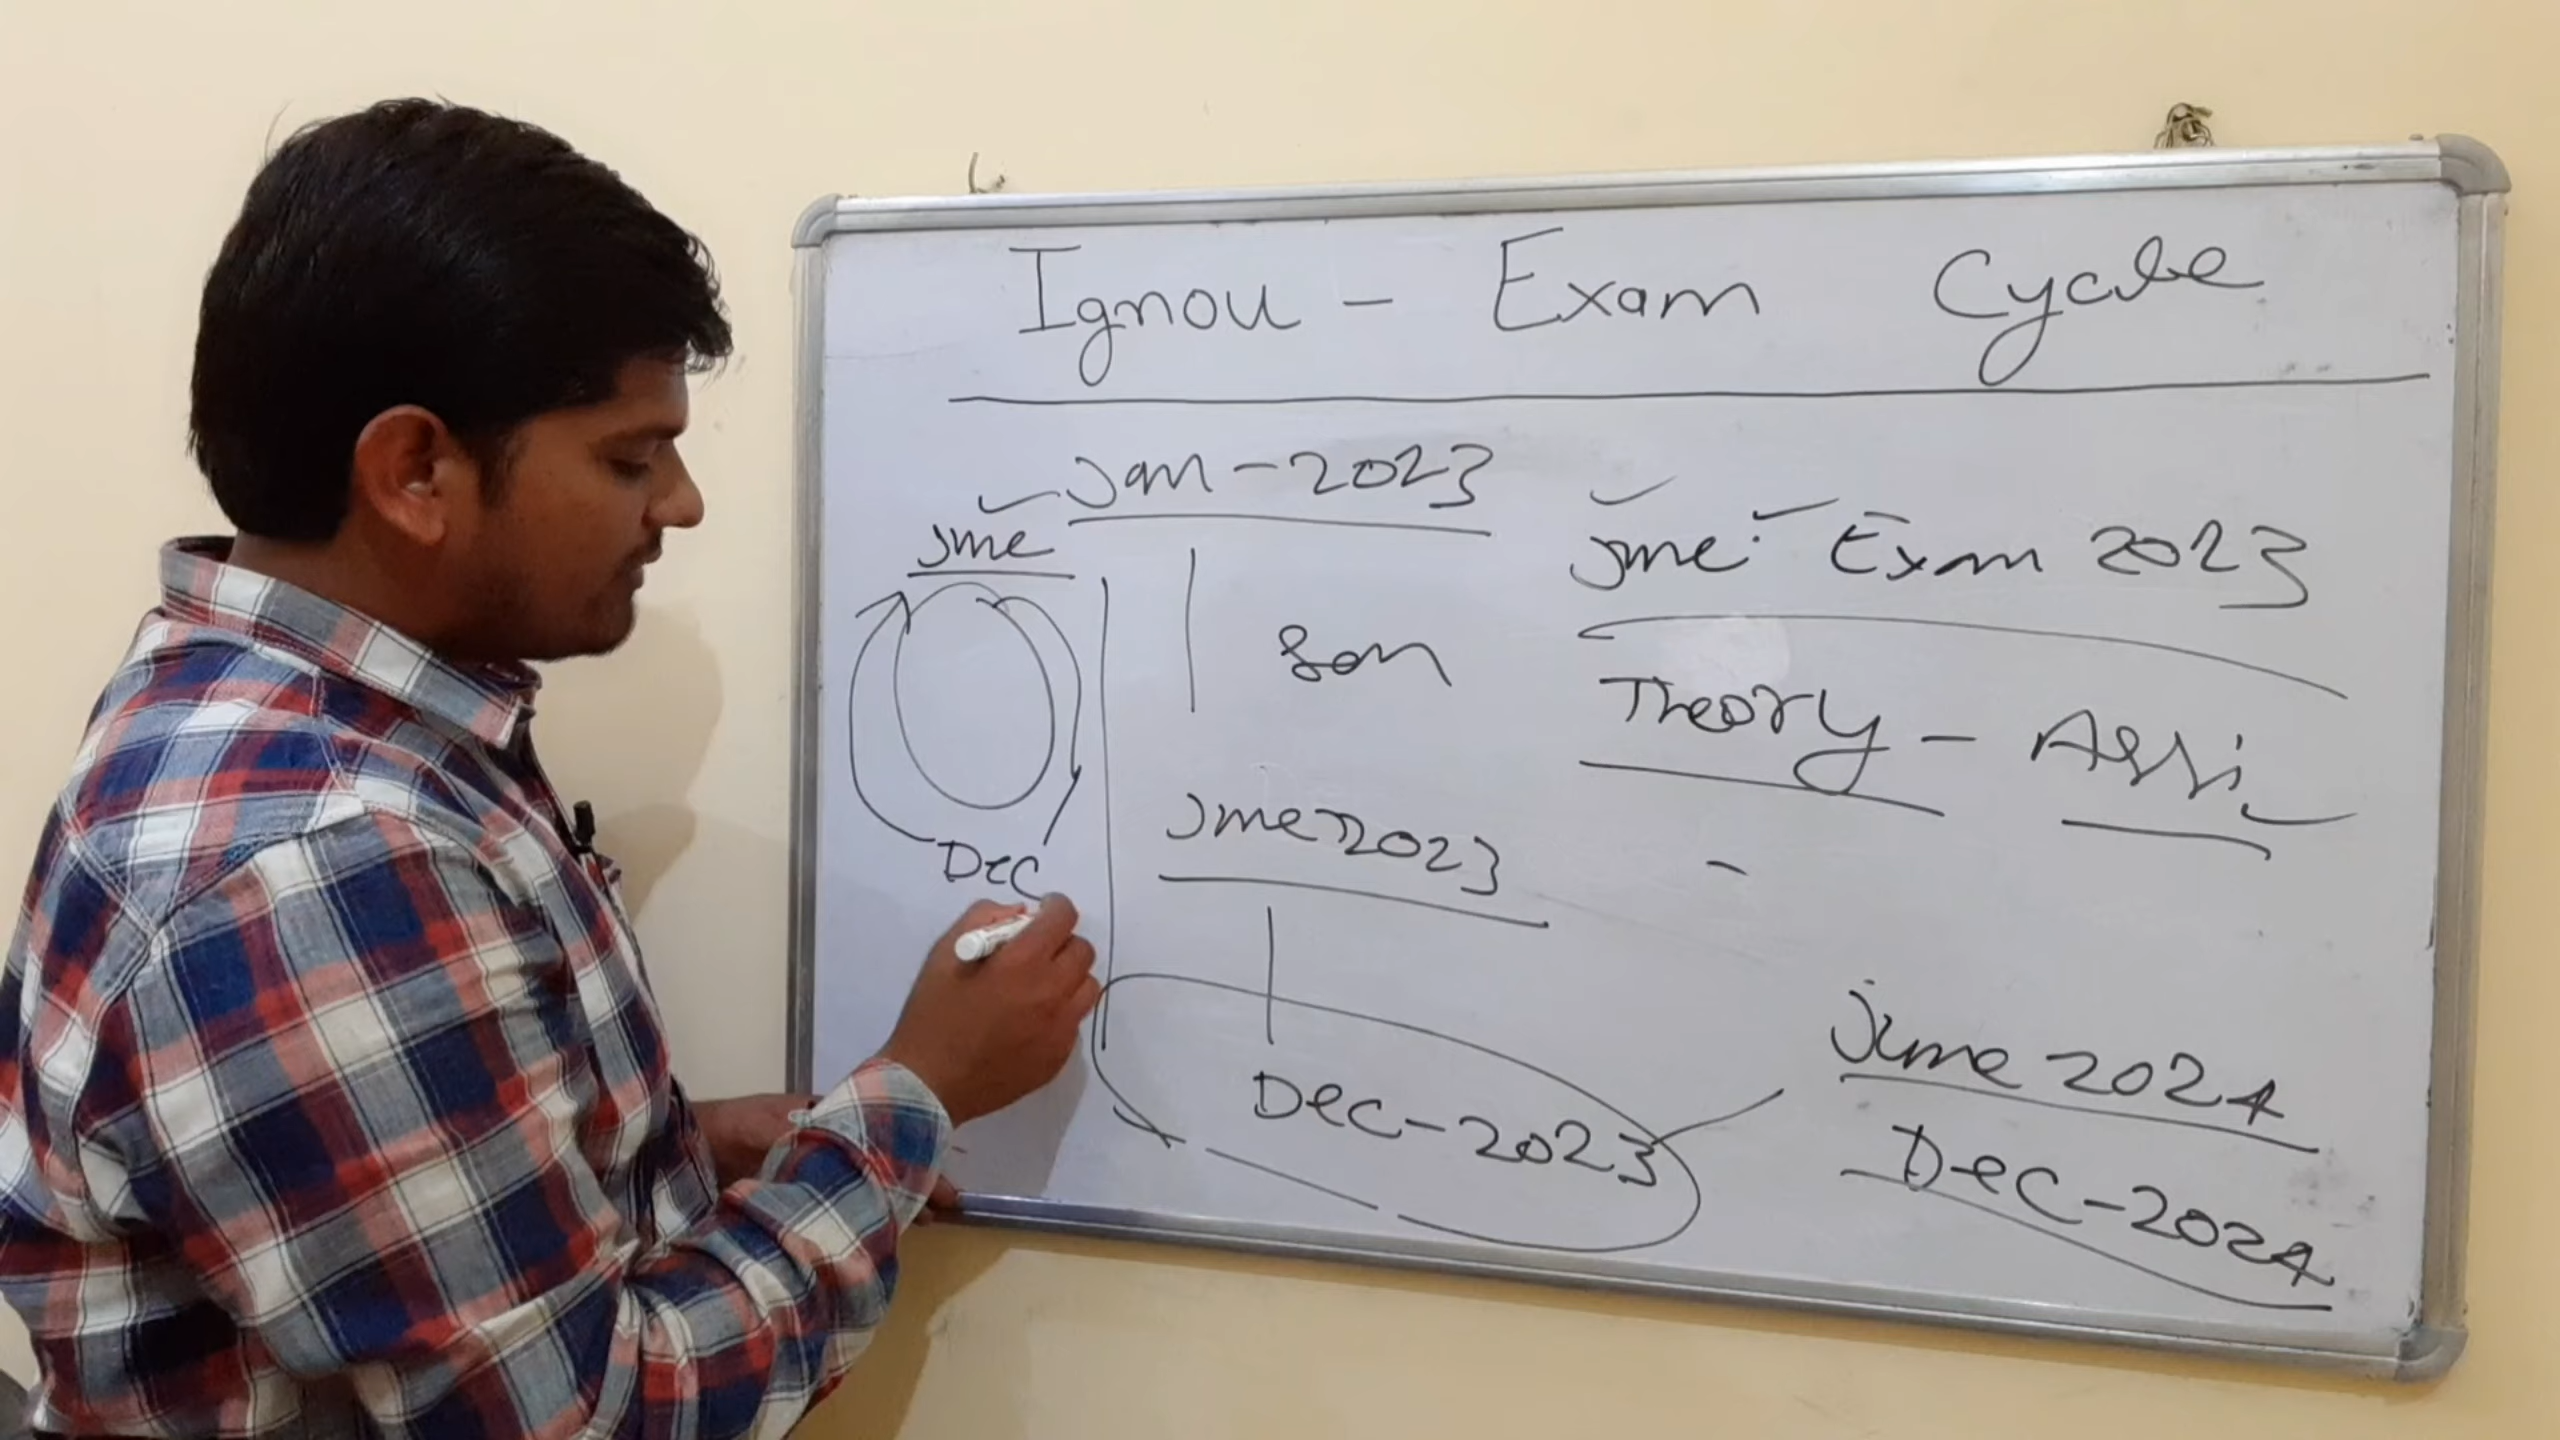 Ignou - Exam Cycle
Jan-2023
June
June Exam 2023
Theory - Assi
June 2023
Dec
Dec-2023
June 2024
Dec-2024